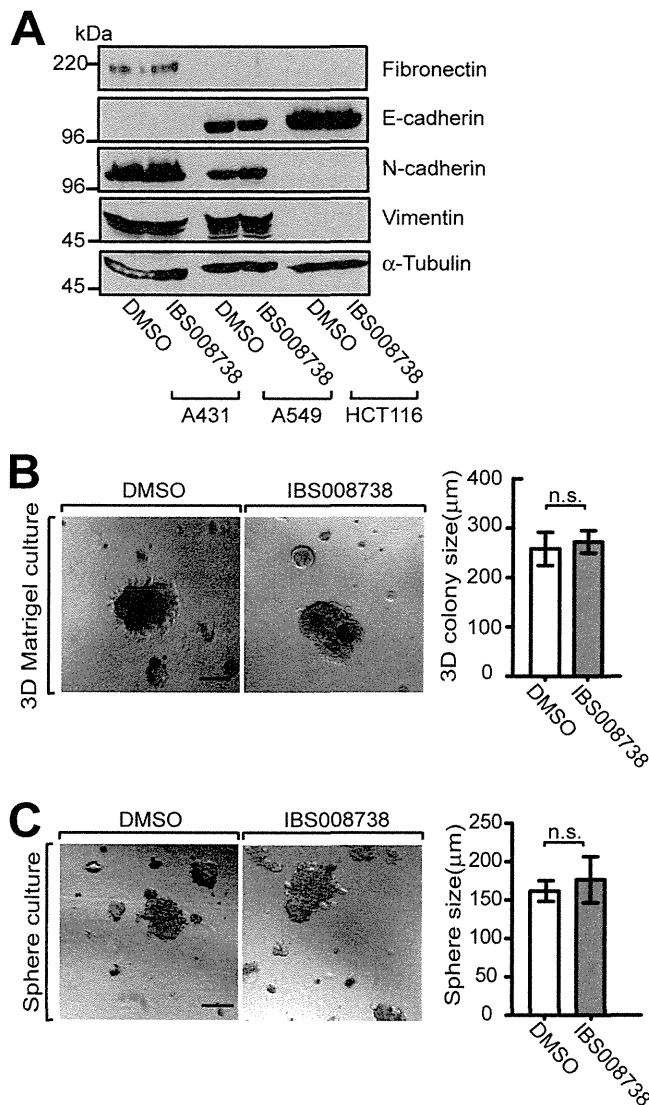 A
kDa
220
Fibronectin
E-cadherin
96
N-cadherin
96
Vimentin
45
α-Tubulin
45
DMSO
IBS008738
DMSO
IBS008738
DMSO
IBS008738
A431
A549
HCT116
B
DMSO
IBS008738
3D Matrigel culture
3D colony size(μm)
400
300
200
100
0
n.s.
DMSO
IBS008738
C
DMSO
IBS008738
Sphere culture
Sphere size(μm)
200
150
100
50
0
n.s.
DMSO
IBS008738